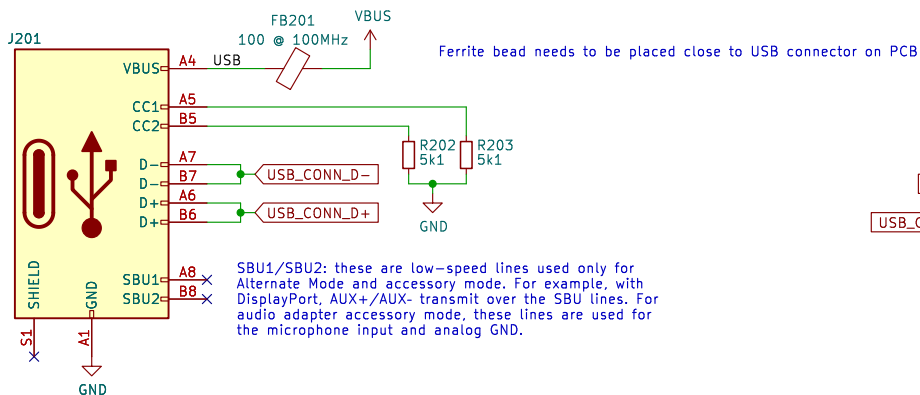 FB201
100 @ 100MHz
VBUS
J201
Ferrite bead needs to be placed close to USB connector on PCB
VBUS
A4
USB
CC1
A5
CC2
B5
R202
5k1
R203
5k1
D-
A7
D-
B7
USB_CONN_D-
D+
A6
D+
B6
USB_CONN_D+
GND
USB_C
SBU1
A8
SBU2
B8
SBU1/SBU2: these are low-speed lines used only for
Alternate Mode and accessory mode. For example, with
DisplayPort, AUX+/AUX- transmit over the SBU lines. For
audio adapter accessory mode, these lines are used for
the microphone input and analog GND.
SHIELD
GND
S1
A1
GND